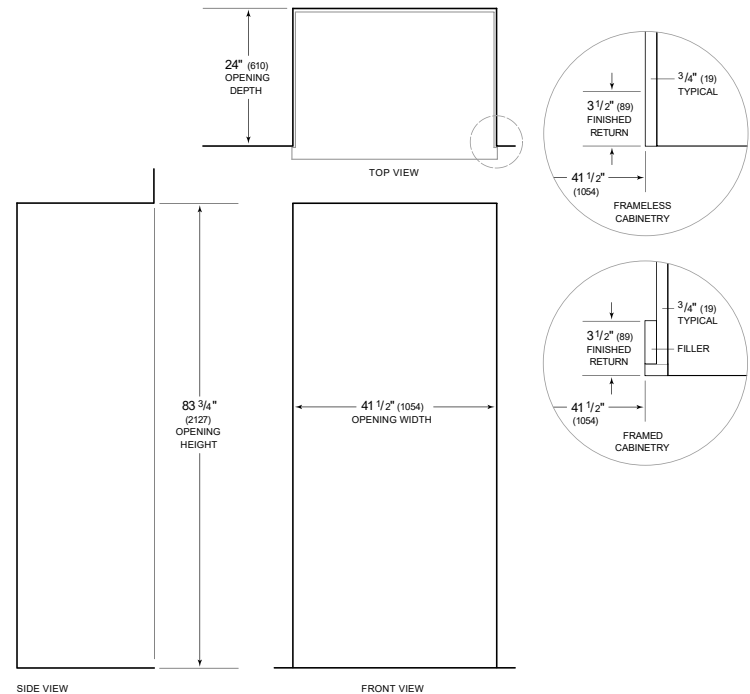 24" (610)
OPENING
DEPTH
TOP VIEW
3/4" (19)
TYPICAL
3 1/2" (89)
FINISHED
RETURN
41 1/2"
(1054)
FRAMELESS
CABINETRY
3/4" (19)
TYPICAL
3 1/2" (89)
FINISHED
RETURN
FILLER
41 1/2"
(1054)
FRAMED
CABINETRY
83 3/4"
(2127)
OPENING
HEIGHT
41 1/2" (1054)
OPENING WIDTH
SIDE VIEW
FRONT VIEW